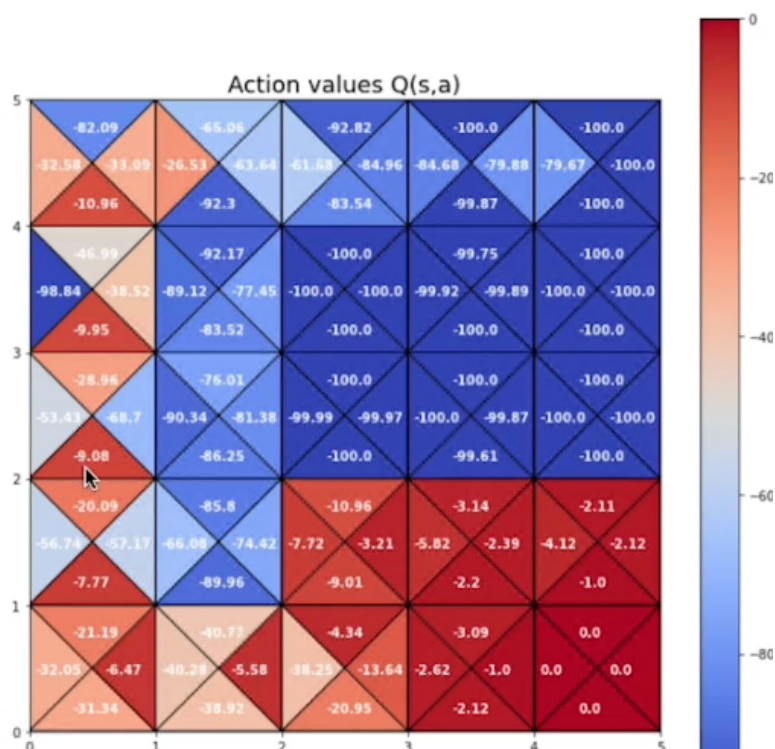 Action values Q(s,a)
0
5
-82.09 -65.06 -92.82 -100.0 -100.0
-32.58 -33.09 -26.53 -63.64 -61.68 -84.96 -84.68 -79.88 -79.67 -100.0
-20
-10.96 -92.3 -83.54 -99.87 -100.0
4
-46.99 -92.17 -100.0 -99.75 -100.0
-98.84 -38.52 -89.12 -77.45 -100.0 -100.0 -99.92 -99.89 -100.0 -100.0
-9.95 -83.52 -100.0 -100.0 -100.0
-40
3
-28.96 -76.01 -100.0 -100.0 -100.0
-53.43 -68.7 -90.34 -81.38 -99.99 -99.97 -100.0 -99.87 -100.0 -100.0
-9.08 -86.25 -100.0 -99.61 -100.0
2
-60
-20.09 -85.8 -10.96 -3.14 -2.11
-56.74 -57.17 -66.08 -74.42 -7.72 -3.21 -5.82 -2.39 -4.12 -2.12
-7.77 -89.96 -9.01 -2.2 -1.0
1
-21.19 -40.77 -4.34 -3.09 0.0
-80
-32.05 -6.47 -40.28 -5.58 -38.25 -13.64 -2.62 -1.0 0.0 0.0
-31.34 -38.92 -20.95 -2.12 0.0
0
0 1 2 3 4 5